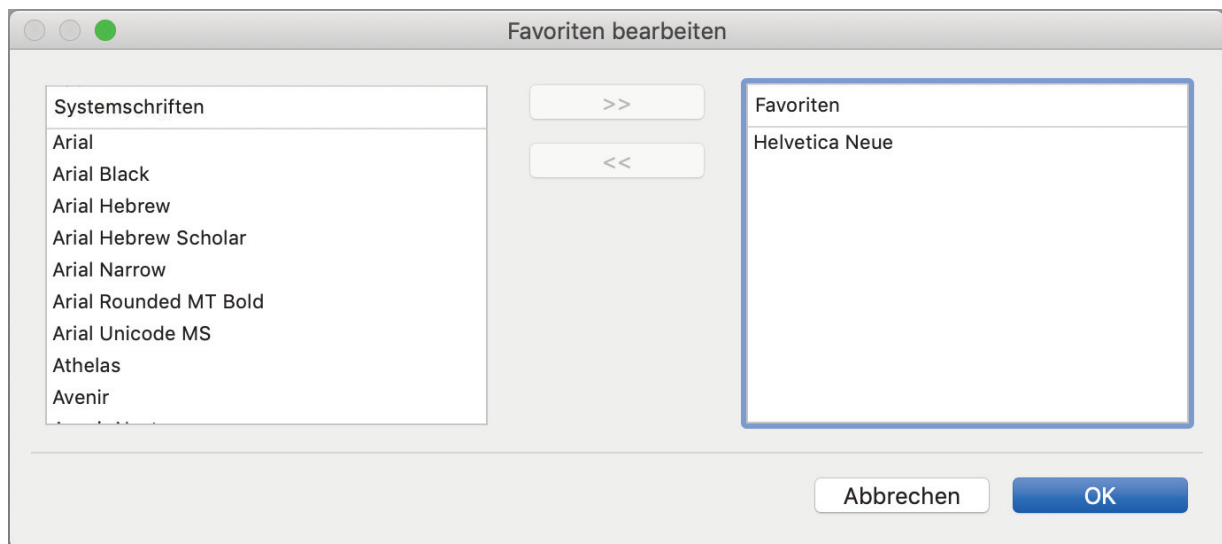 Favoriten bearbeiten
Systemschriften
Arial
Arial Black
Arial Hebrew
Arial Hebrew Scholar
Arial Narrow
Arial Rounded MT Bold
Arial Unicode MS
Athelas
Avenir
>>
<<
Favoriten
Helvetica Neue
Abbrechen
OK